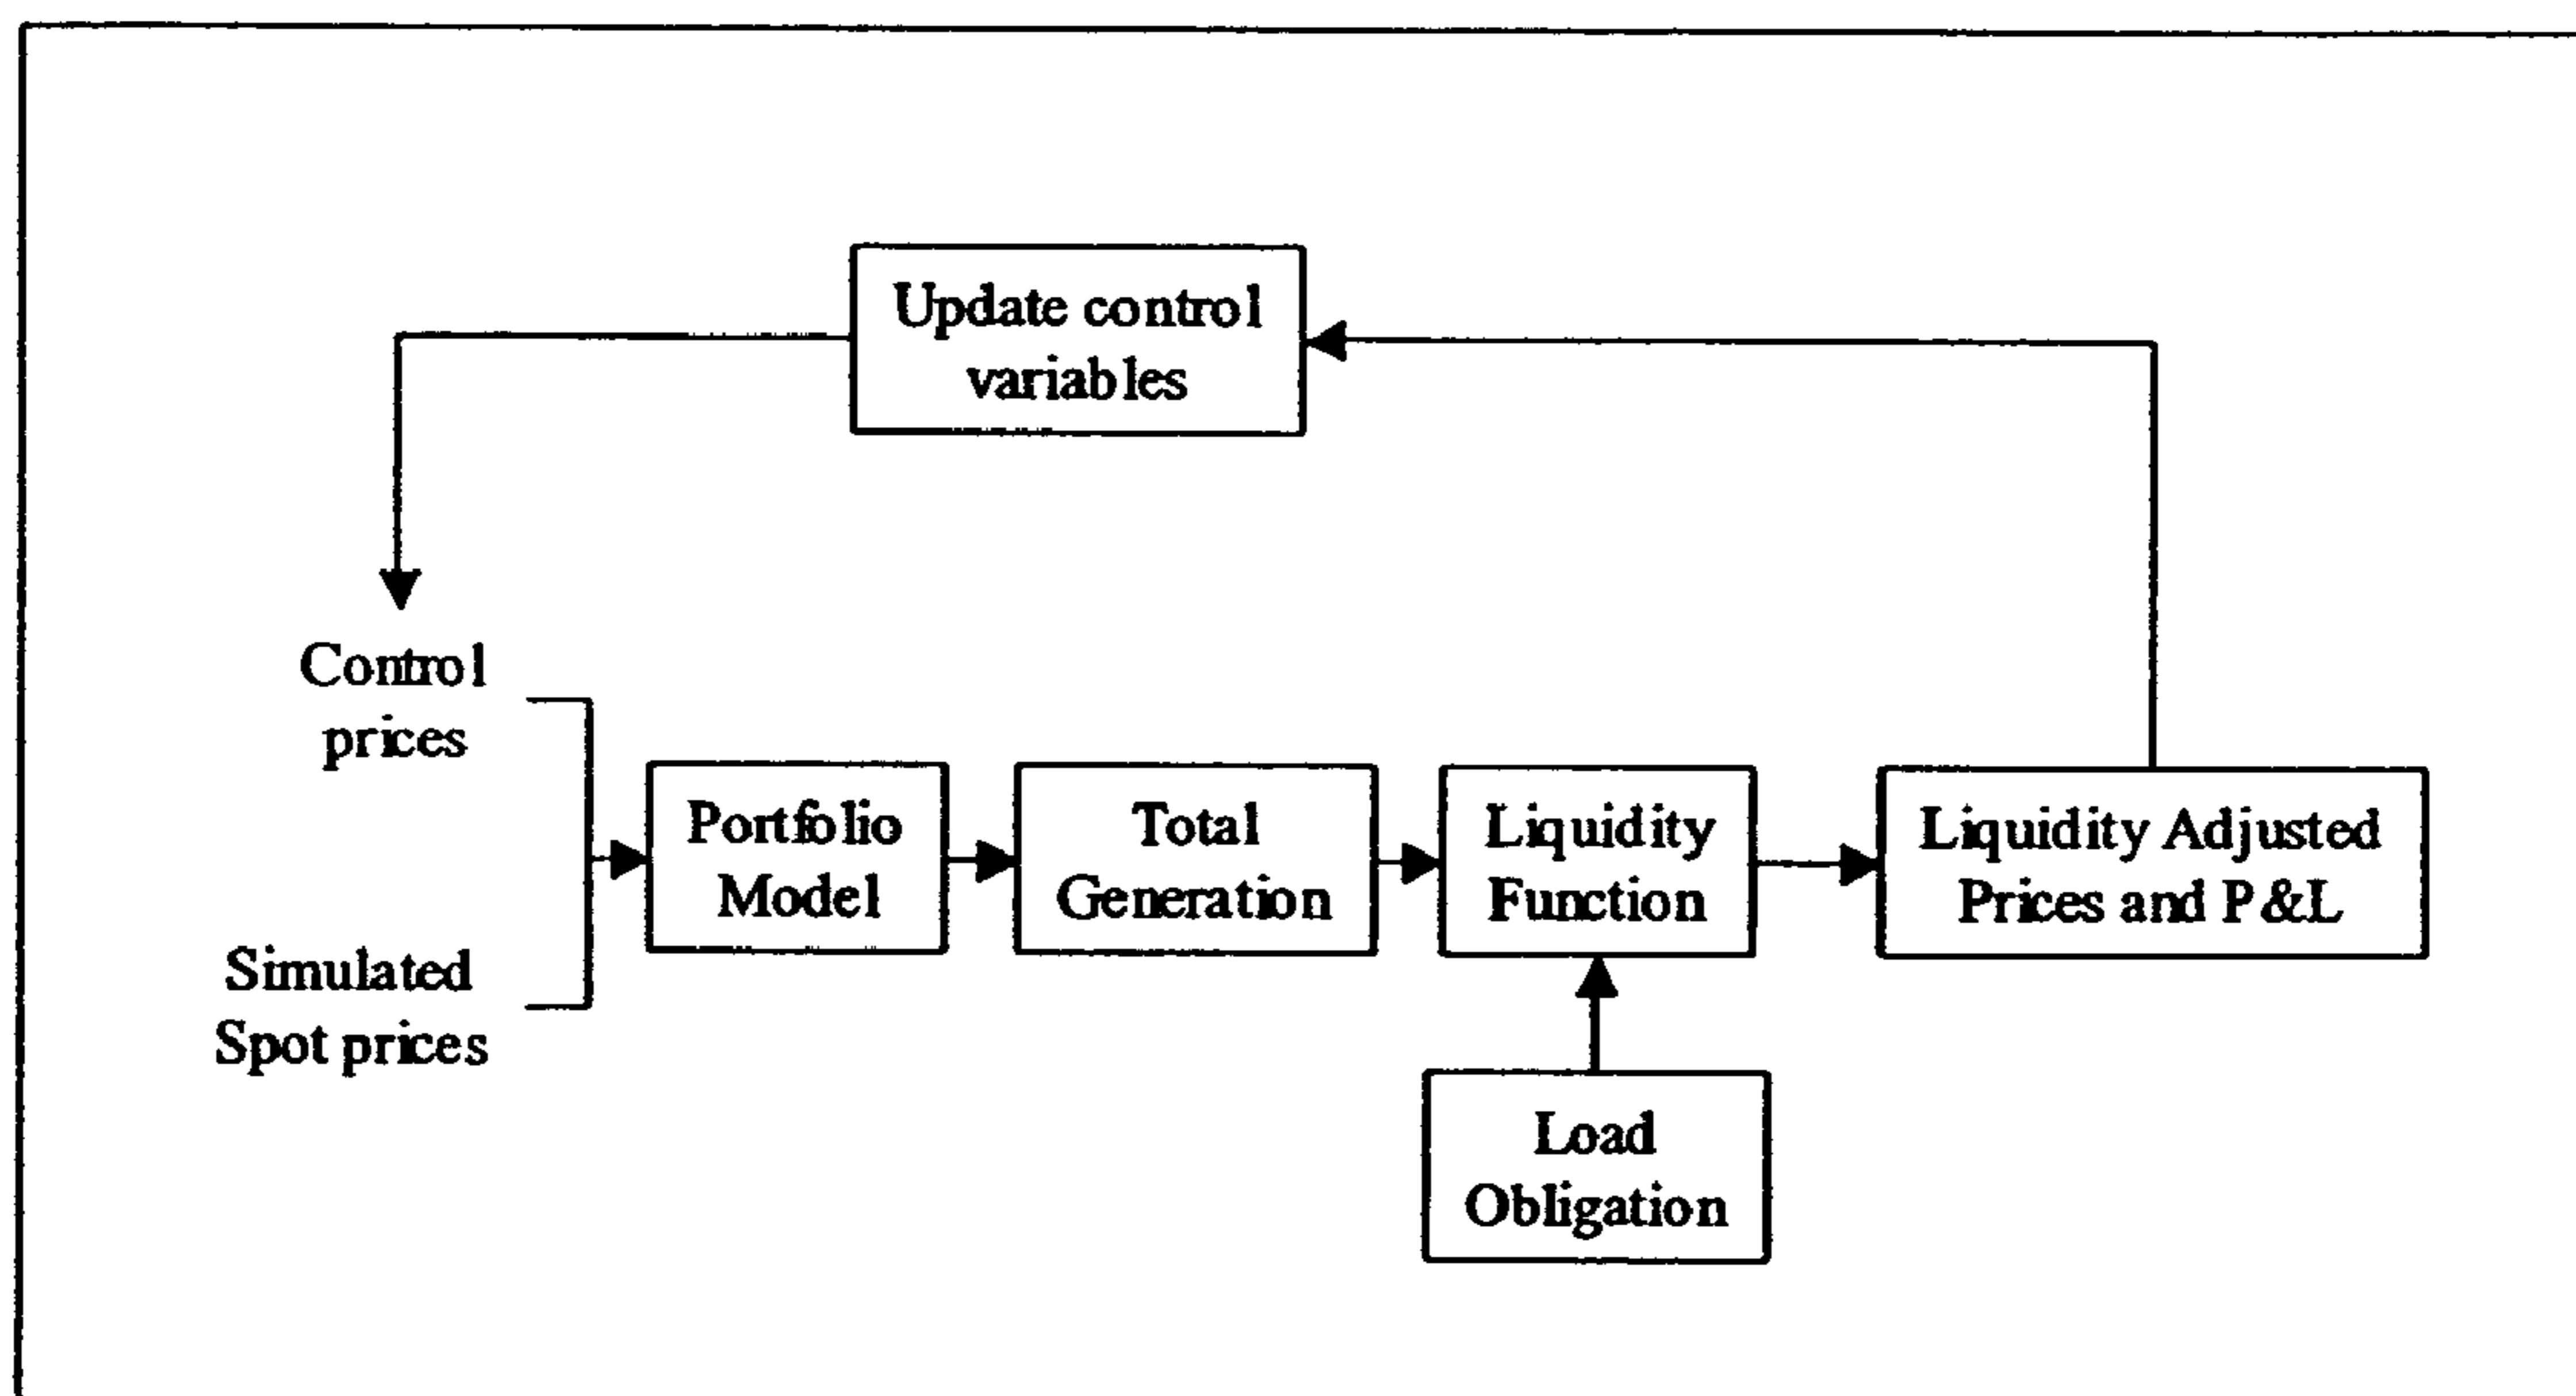 Update control
variables
Control
prices
Simulated
Spot prices
Portfolio
Model
Total
Generation
Liquidity
Function
Liquidity Adjusted
Prices and P&L
Load
Obligation